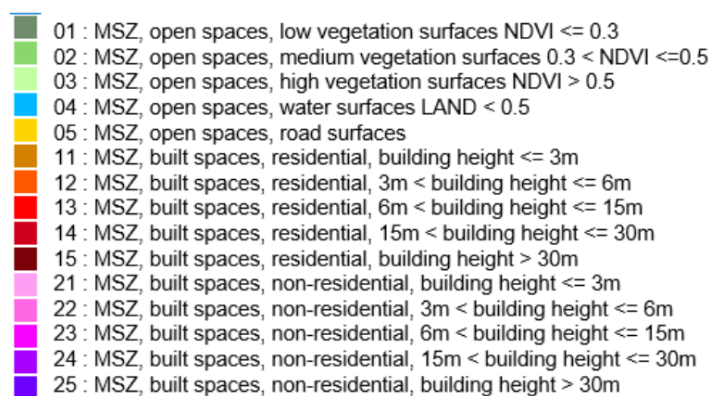 01 : MSZ, open spaces, low vegetation surfaces NDVI <= 0.3
02 : MSZ, open spaces, medium vegetation surfaces 0.3 < NDVI <=0.5
03 : MSZ, open spaces, high vegetation surfaces NDVI > 0.5
04 : MSZ, open spaces, water surfaces LAND < 0.5
05 : MSZ, open spaces, road surfaces
11 : MSZ, built spaces, residential, building height <= 3m
12 : MSZ, built spaces, residential, 3m < building height <= 6m
13 : MSZ, built spaces, residential, 6m < building height <= 15m
14 : MSZ, built spaces, residential, 15m < building height <= 30m
15 : MSZ, built spaces, residential, building height > 30m
21 : MSZ, built spaces, non-residential, building height <= 3m
22 : MSZ, built spaces, non-residential, 3m < building height <= 6m
23 : MSZ, built spaces, non-residential, 6m < building height <= 15m
24 : MSZ, built spaces, non-residential, 15m < building height <= 30m
25 : MSZ, built spaces, non-residential, building height > 30m